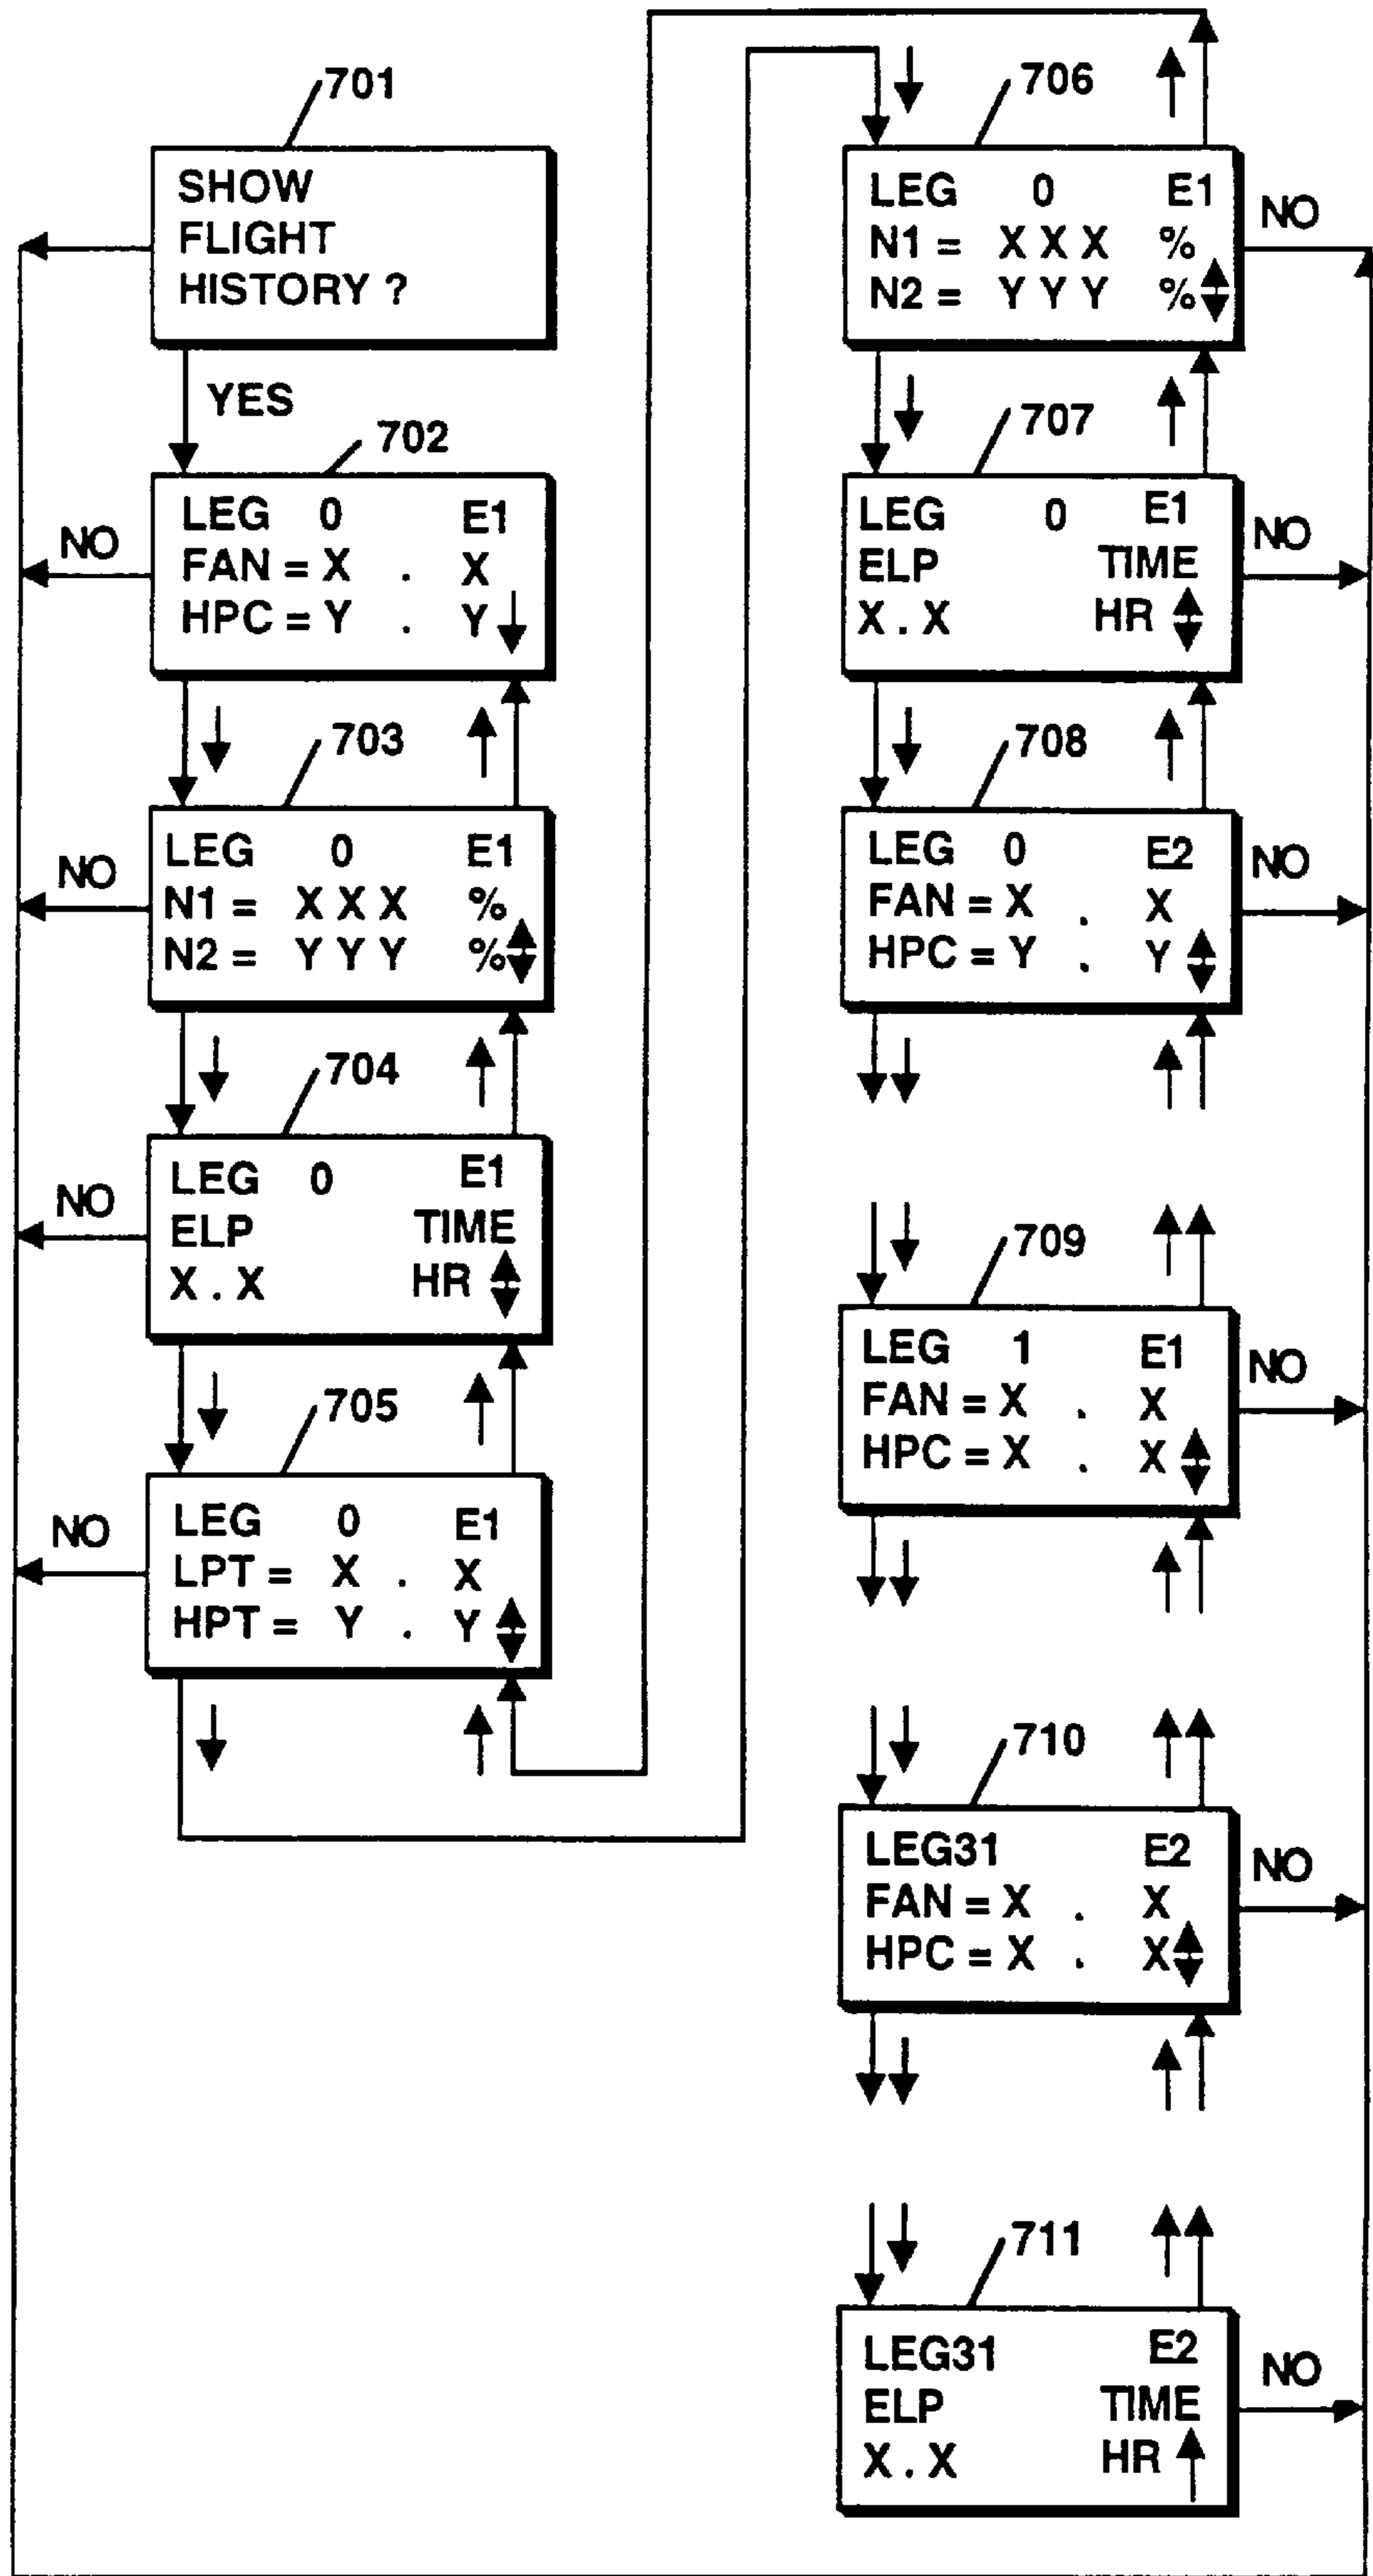 701
SHOW
FLIGHT
HISTORY ?
YES
702
LEG 0 E1
FAN = X . X
HPC = Y . Y
NO
703
LEG 0 E1
N1 = X X X %
N2 = Y Y Y %
NO
704
LEG 0 E1
ELP TIME
X . X HR
NO
705
LEG 0 E1
LPT = X . X
HPT = Y . Y
NO
706
LEG 0 E1
N1 = X X X %
N2 = Y Y Y %
NO
707
LEG 0 E1
ELP TIME
X . X HR
NO
708
LEG 0 E2
FAN = X . X
HPC = Y . Y
NO
709
LEG 1 E1
FAN = X . X
HPC = X . X
NO
710
LEG31 E2
FAN = X . X
HPC = X . X
NO
711
LEG31 E2
ELP TIME
X . X HR
NO